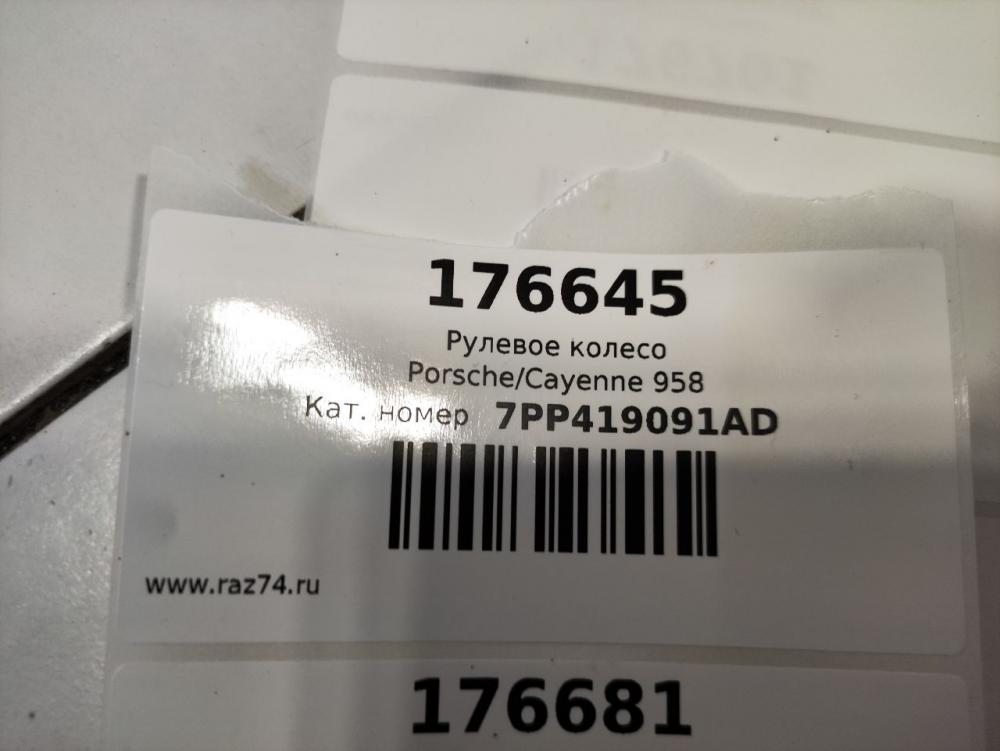 176645
Рулевое колесо
Porsche/Cayenne 958
Кат. номер 7PP419091AD
www.raz74.ru
176681